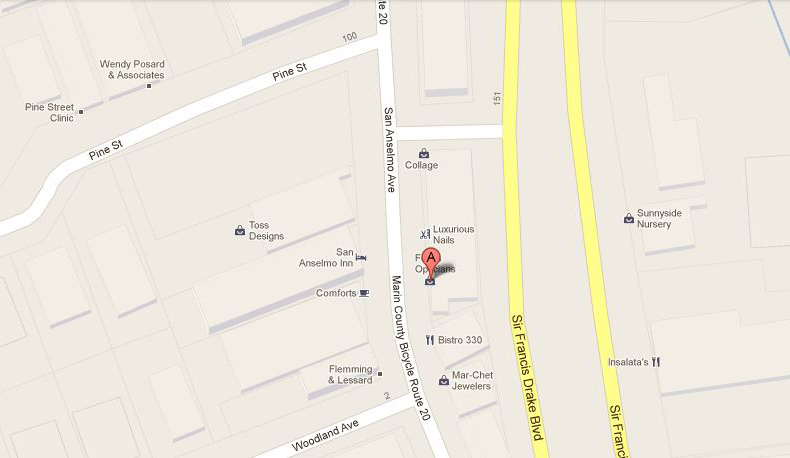 te 20
100
Wendy Posard
& Associates
Pine St
Pine Street
Clinic
151
San Anselmo Ave
Pine St
Collage
Toss
Designs
Luxurious
Nails
Sunnyside
Nursery
San
Anselmo Inn
A
Comforts
Marin County Bicycle Route 20
Bistro 330
Sir Francis Drake Blvd
Insalata's
Flemming
& Lessard
Mar-Chet
Jewelers
2
Woodland Ave
Sir Franci